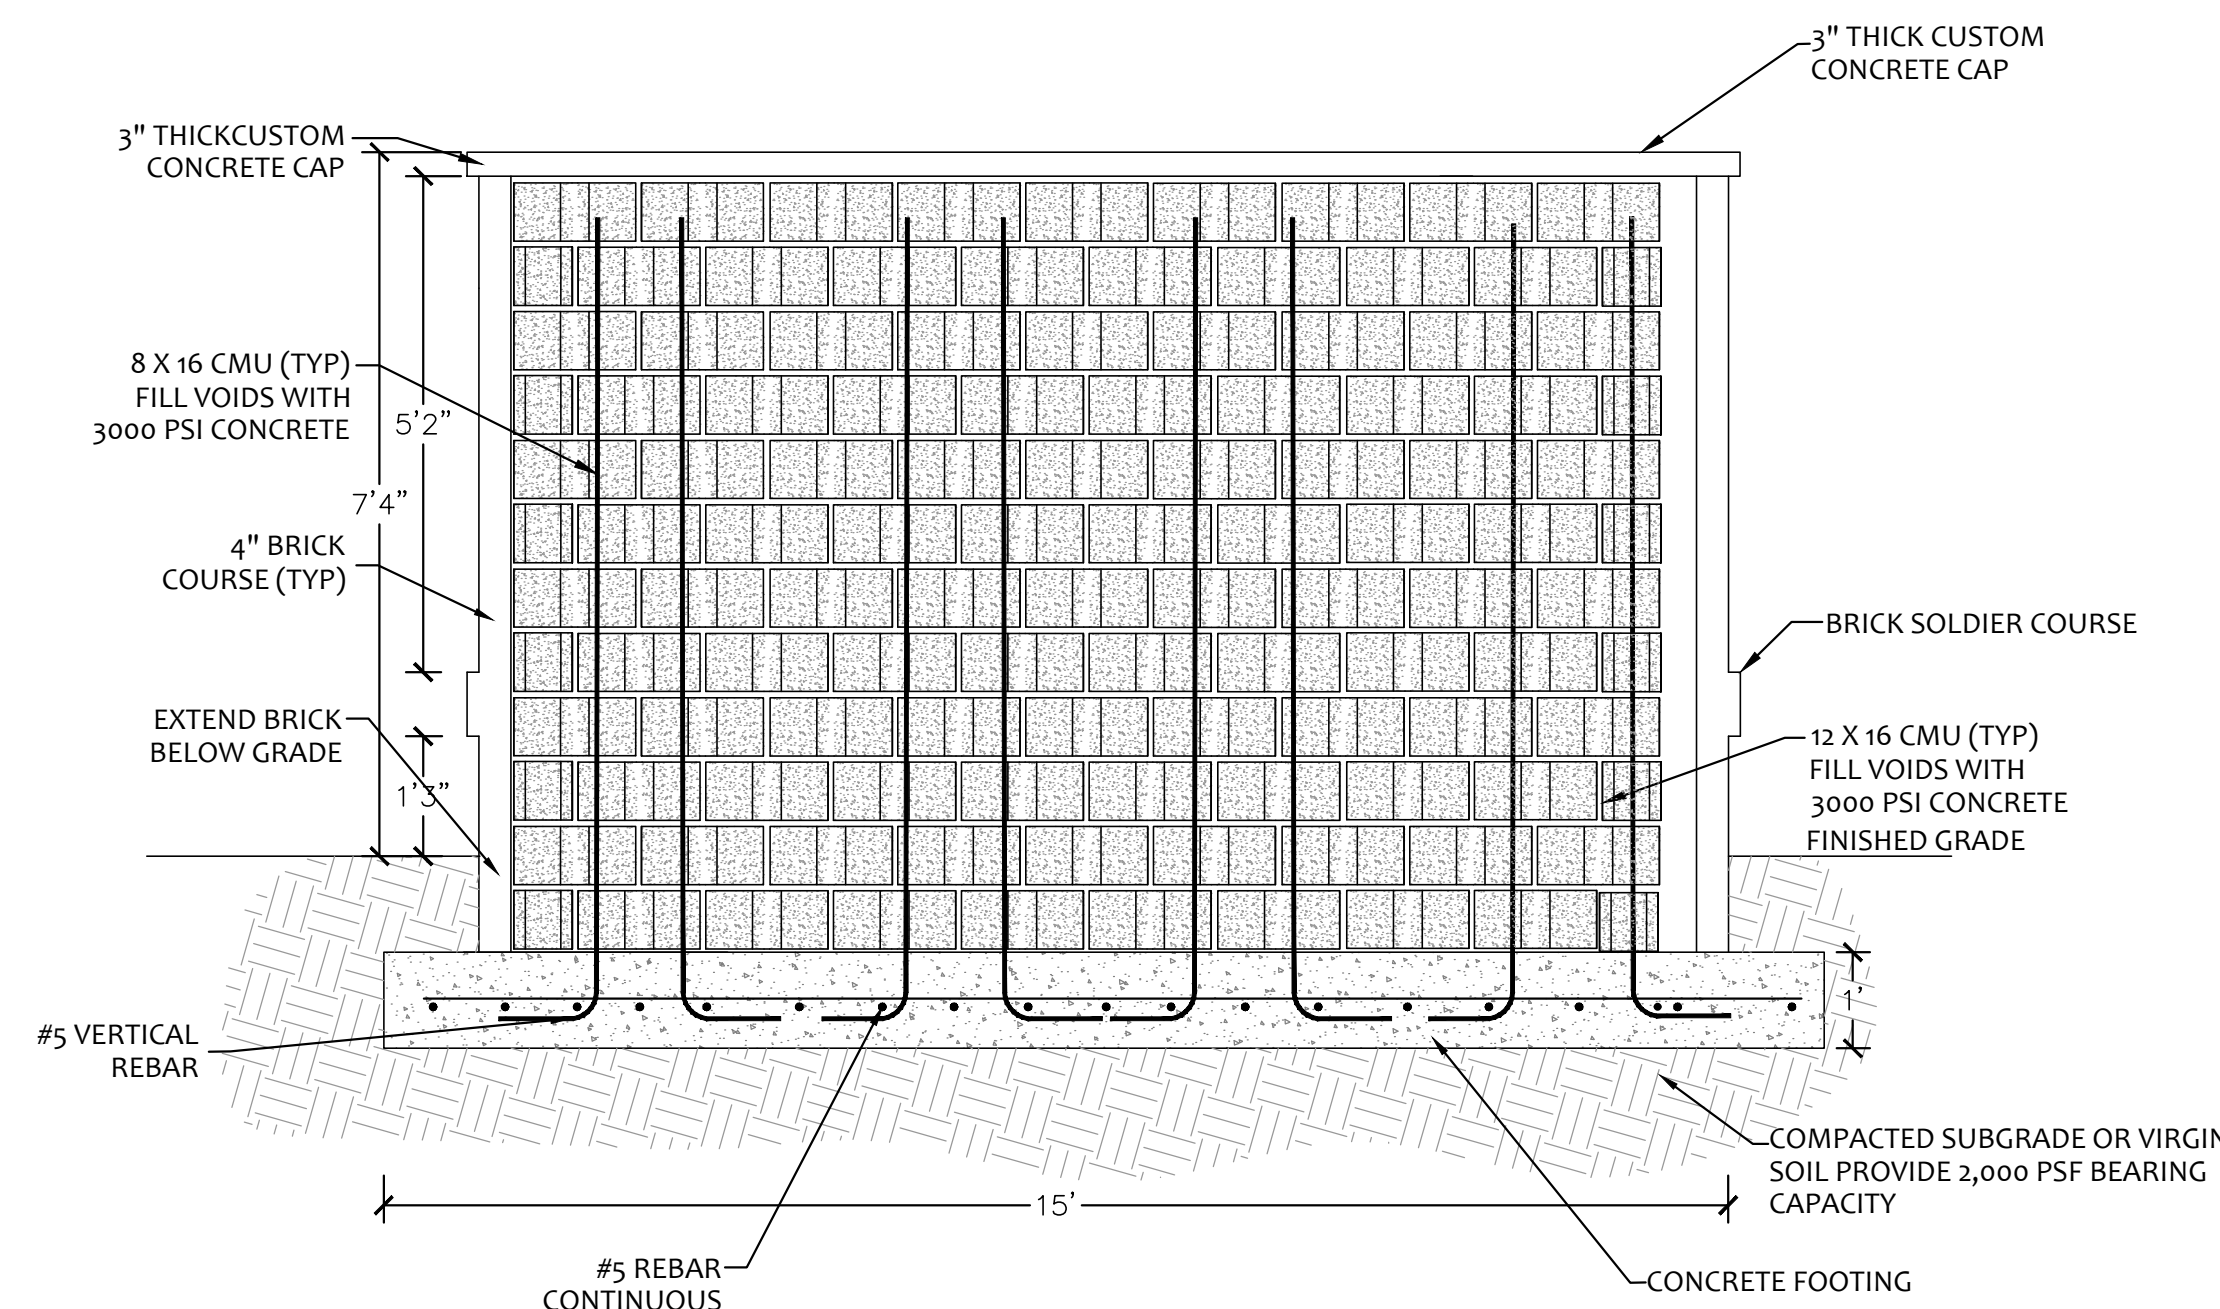 3" THICK CUSTOM
CONCRETE CAP
3" THICKCUSTOM
CONCRETE CAP
8 X 16 CMU (TYP)
FILL VOIDS WITH
3000 PSI CONCRETE
5'2"
7'4"
4" BRICK
COURSE (TYP)
BRICK SOLDIER COURSE
EXTEND BRICK
BELOW GRADE
12 X 16 CMU (TYP)
FILL VOIDS WITH
3000 PSI CONCRETE
1'3"
FINISHED GRADE
1'
#5 VERTICAL
REBAR
COMPACTED SUBGRADE OR VIRGIN
SOIL PROVIDE 2,000 PSF BEARING
CAPACITY
15'
#5 REBAR
CONTINUOUS
CONCRETE FOOTING